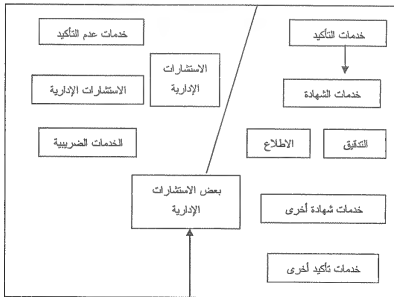 خدمات التأكيد
خدمات عدم التأكيد
الاستشارات
الإدارية
خدمات الشهادة
الاستشارات الإدارية
التدقيق
الاطلاع
الخدمات الضريبية
بعض الاستشارات
الإدارية
خدمات شهادة أخرى
خدمات تأكيد أخرى